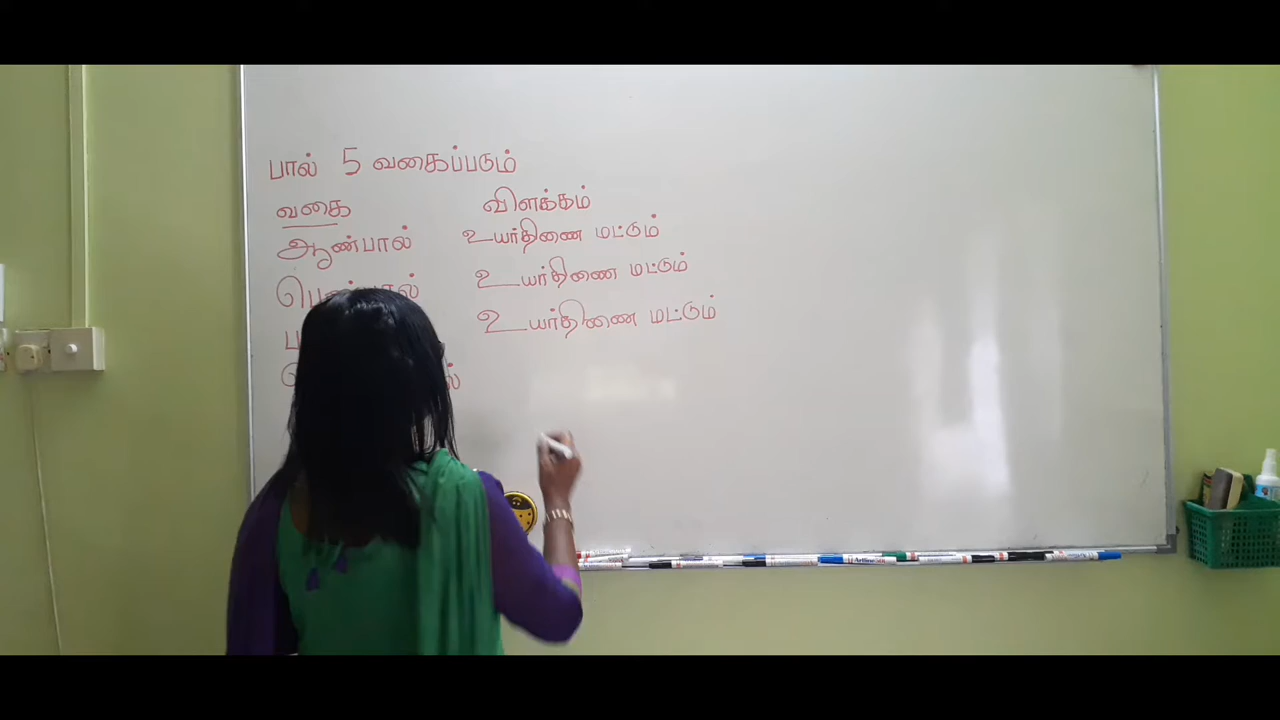 பால் 5 வகைப்படும்
வகை விளக்கம்
ஆண்பால் உயர்திணை மட்டும்
உயர்திணை மட்டும்
உயர்திணை மட்டும்